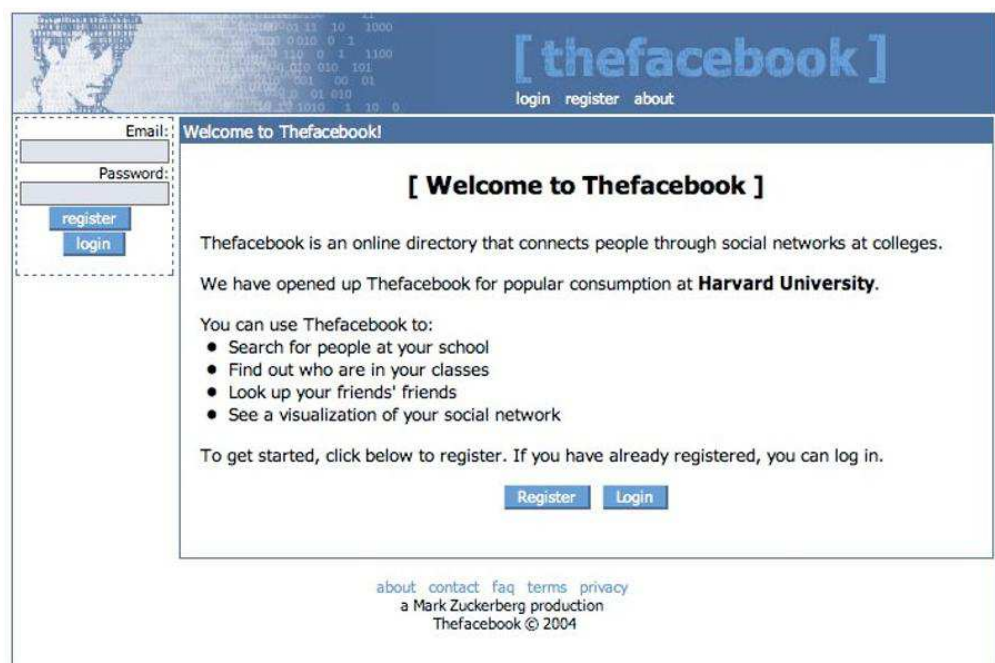 [ thefacebook ]
login register about
Email:
Password:
register
login
Welcome to Thefacebook!
[ Welcome to Thefacebook ]
Thefacebook is an online directory that connects people through social networks at colleges.
We have opened up Thefacebook for popular consumption at Harvard University.
You can use Thefacebook to:
• Search for people at your school
• Find out who are in your classes
• Look up your friends' friends
• See a visualization of your social network
To get started, click below to register. If you have already registered, you can log in.
Register Login
about contact faq terms privacy
a Mark Zuckerberg production
Thefacebook © 2004